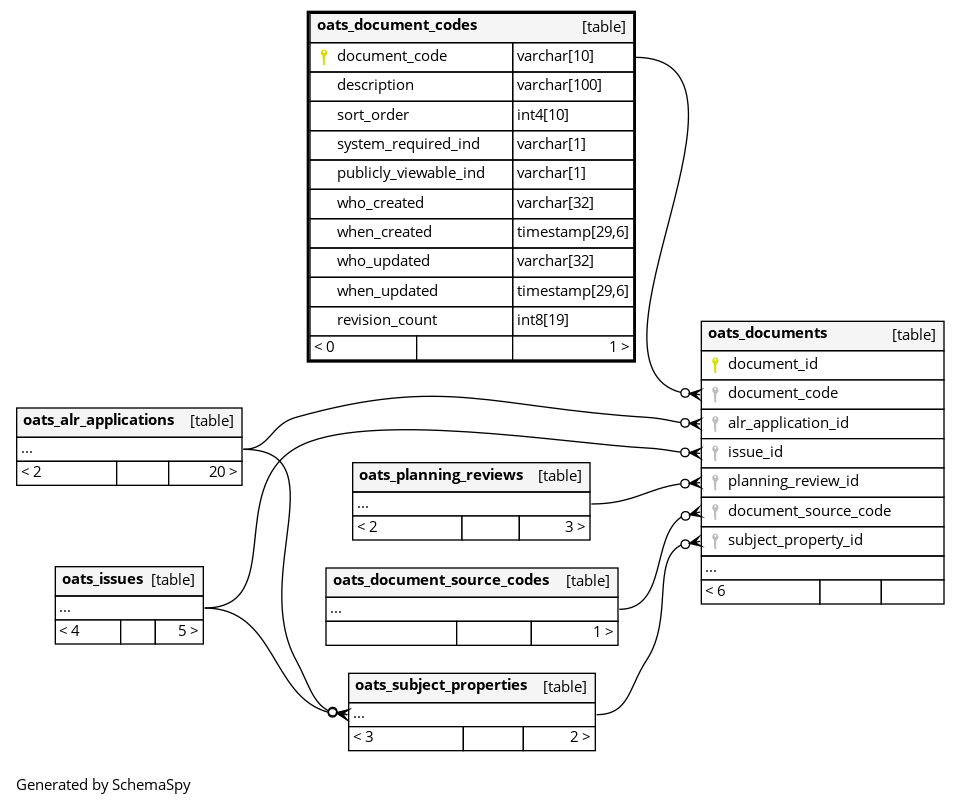 oats_document_codes [table]
document_code varchar[10]
description varchar[100]
sort_order int4[10]
system_required_ind varchar[1]
publicly_viewable_ind varchar[1]
who_created varchar[32]
when_created timestamp[29,6]
who_updated varchar[32]
when_updated timestamp[29,6]
revision_count int8[19]
< 0 1 >
oats_documents [table]
document_id
document_code
alr_application_id
issue_id
planning_review_id
document_source_code
subject_property_id
...
< 6
oats_alr_applications [table]
...
< 2 20 >
oats_planning_reviews [table]
...
< 2 3 >
oats_issues [table]
...
< 4 5 >
oats_document_source_codes [table]
...
1 >
oats_subject_properties [table]
...
< 3 2 >
Generated by SchemaSpy